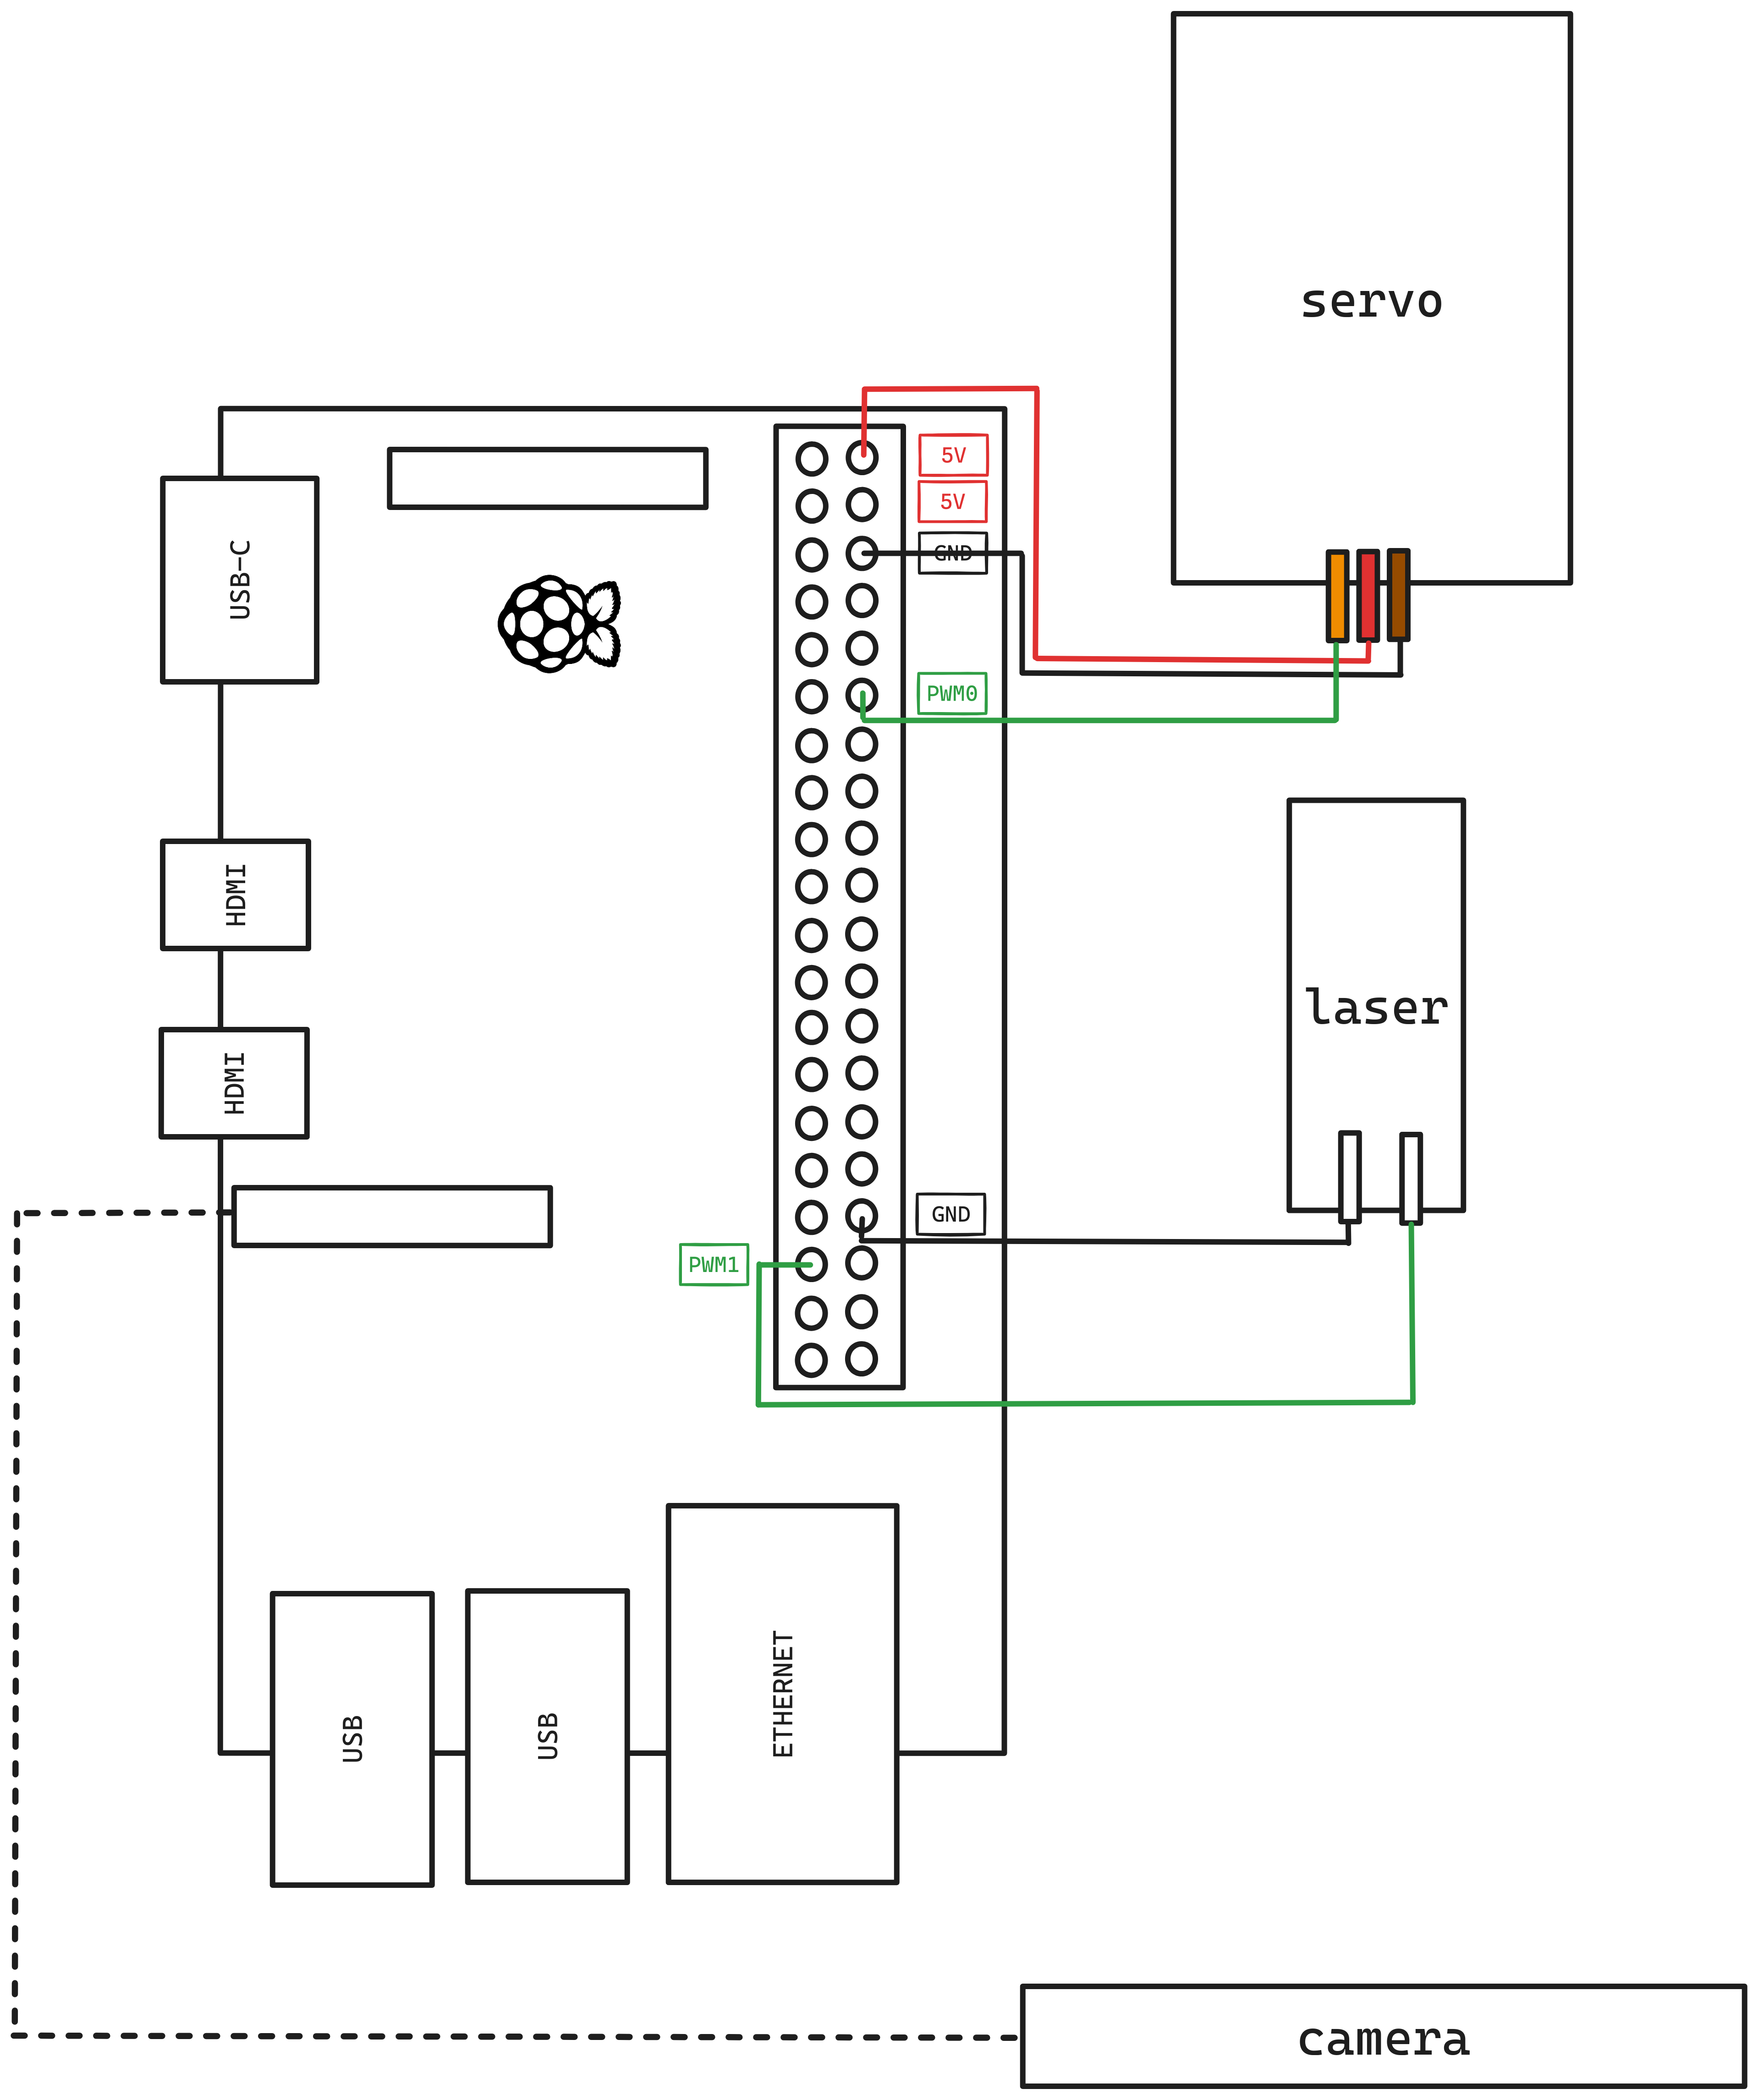 servo
5V
5V
GND
USB-C
PWM0
HDMI
laser
HDMI
GND
PWM1
ETHERNET
USB
USB
camera